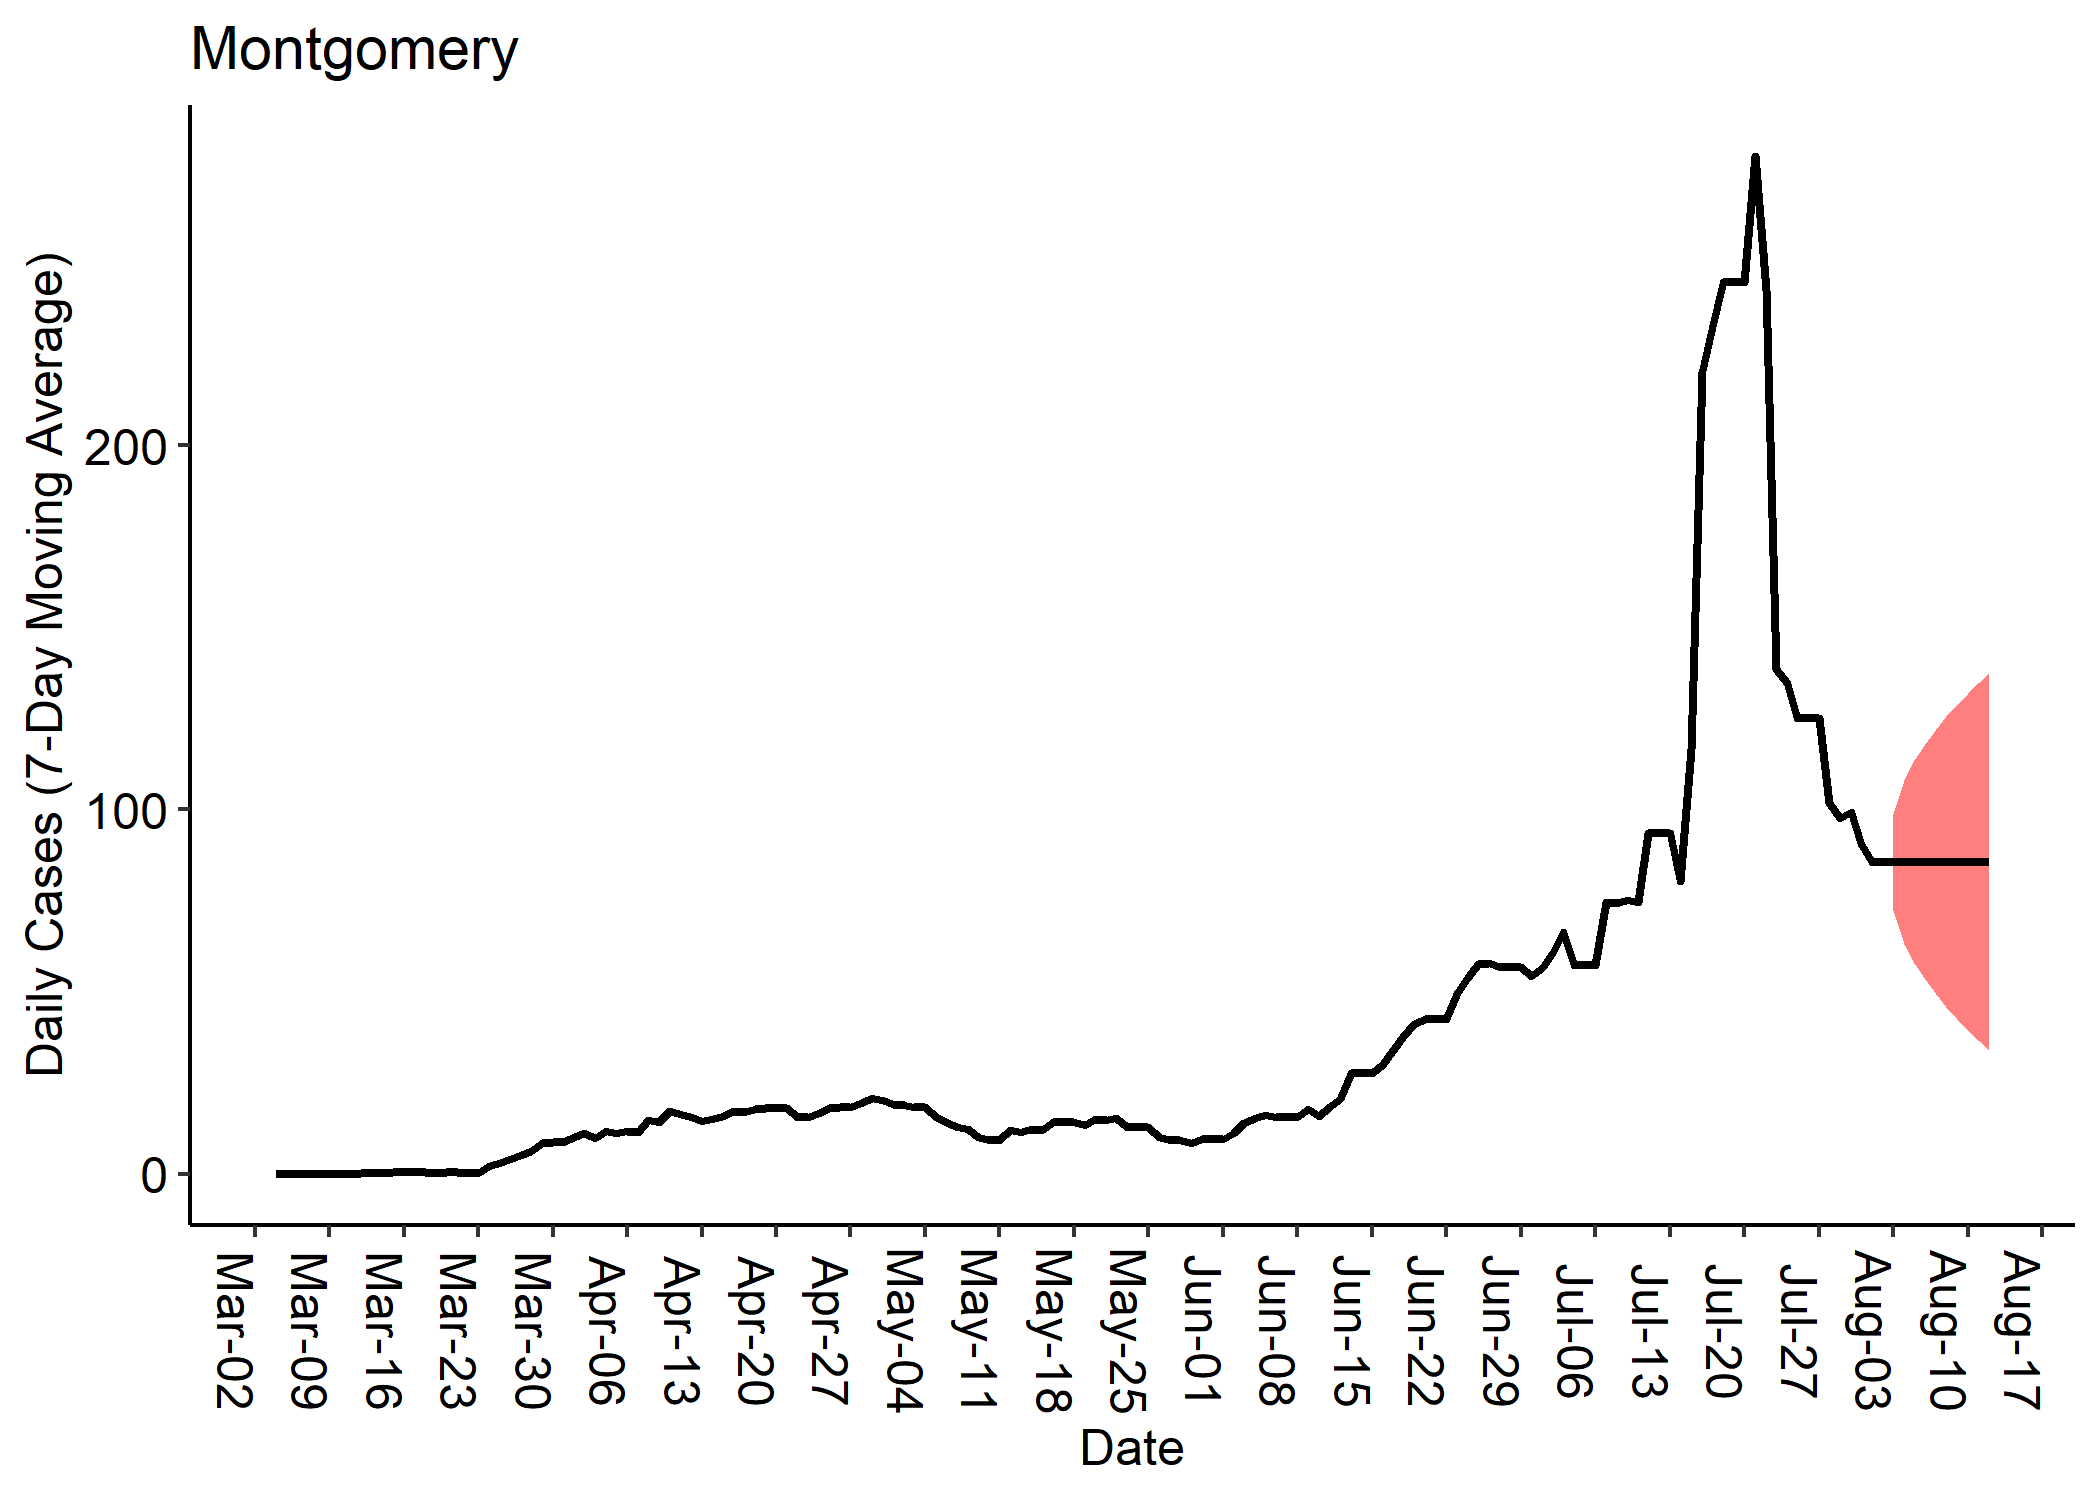 Montgomery
Daily Cases (7-Day Moving Average)
200
100
0
Mar-02
Mar-09
Mar-16
Mar-23
Mar-30
Apr-06
Apr-13
Apr-20
Apr-27
May-04
May-11
May-18
May-25
Jun-01
Jun-08
Jun-15
Jun-22
Jun-29
Jul-06
Jul-13
Jul-20
Jul-27
Aug-03
Aug-10
Aug-17
Date